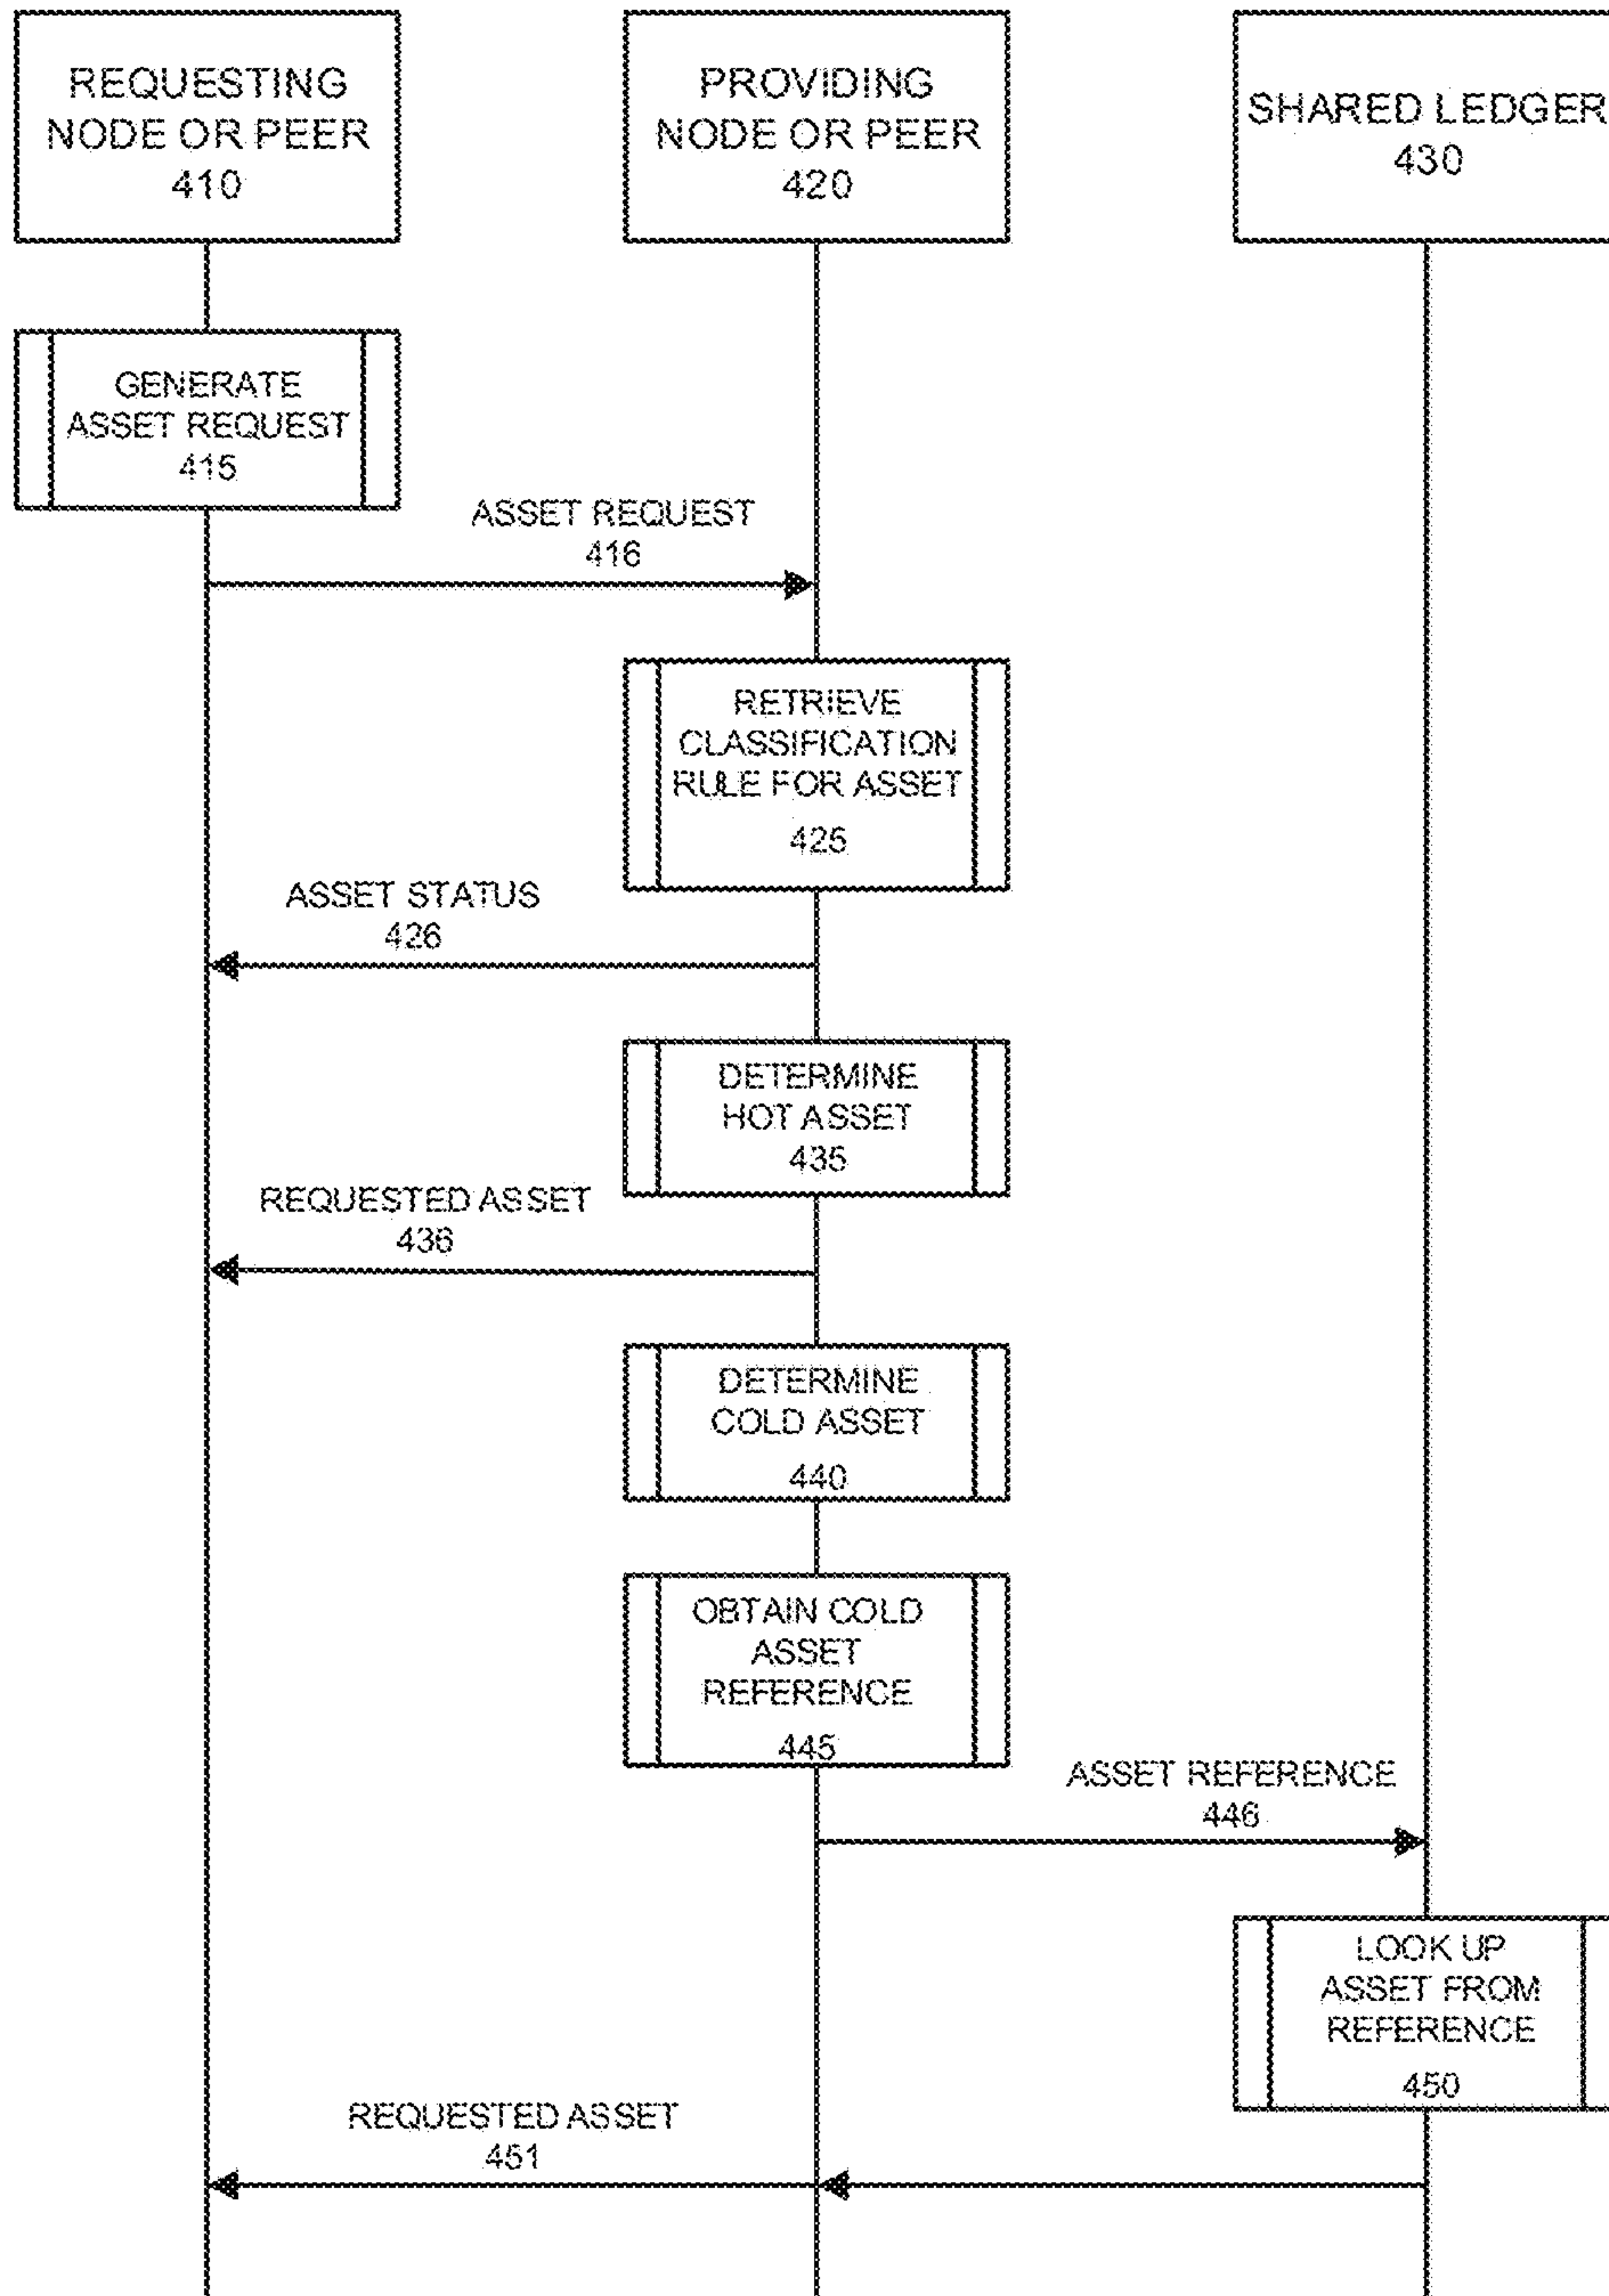 REQUESTING
NODE OR PEER
410
PROVIDING
NODE OR PEER
420
SHARED LEDGER
430
GENERATE
ASSET REQUEST
415
ASSET REQUEST
416
RETRIEVE
CLASSIFICATION
RULE FOR ASSET
425
ASSET STATUS
426
DETERMINE
HOT ASSET
435
REQUESTED ASSET
436
DETERMINE
COLD ASSET
440
OBTAIN COLD
ASSET
REFERENCE
445
ASSET REFERENCE
446
LOOK UP
ASSET FROM
REFERENCE
450
REQUESTED ASSET
451